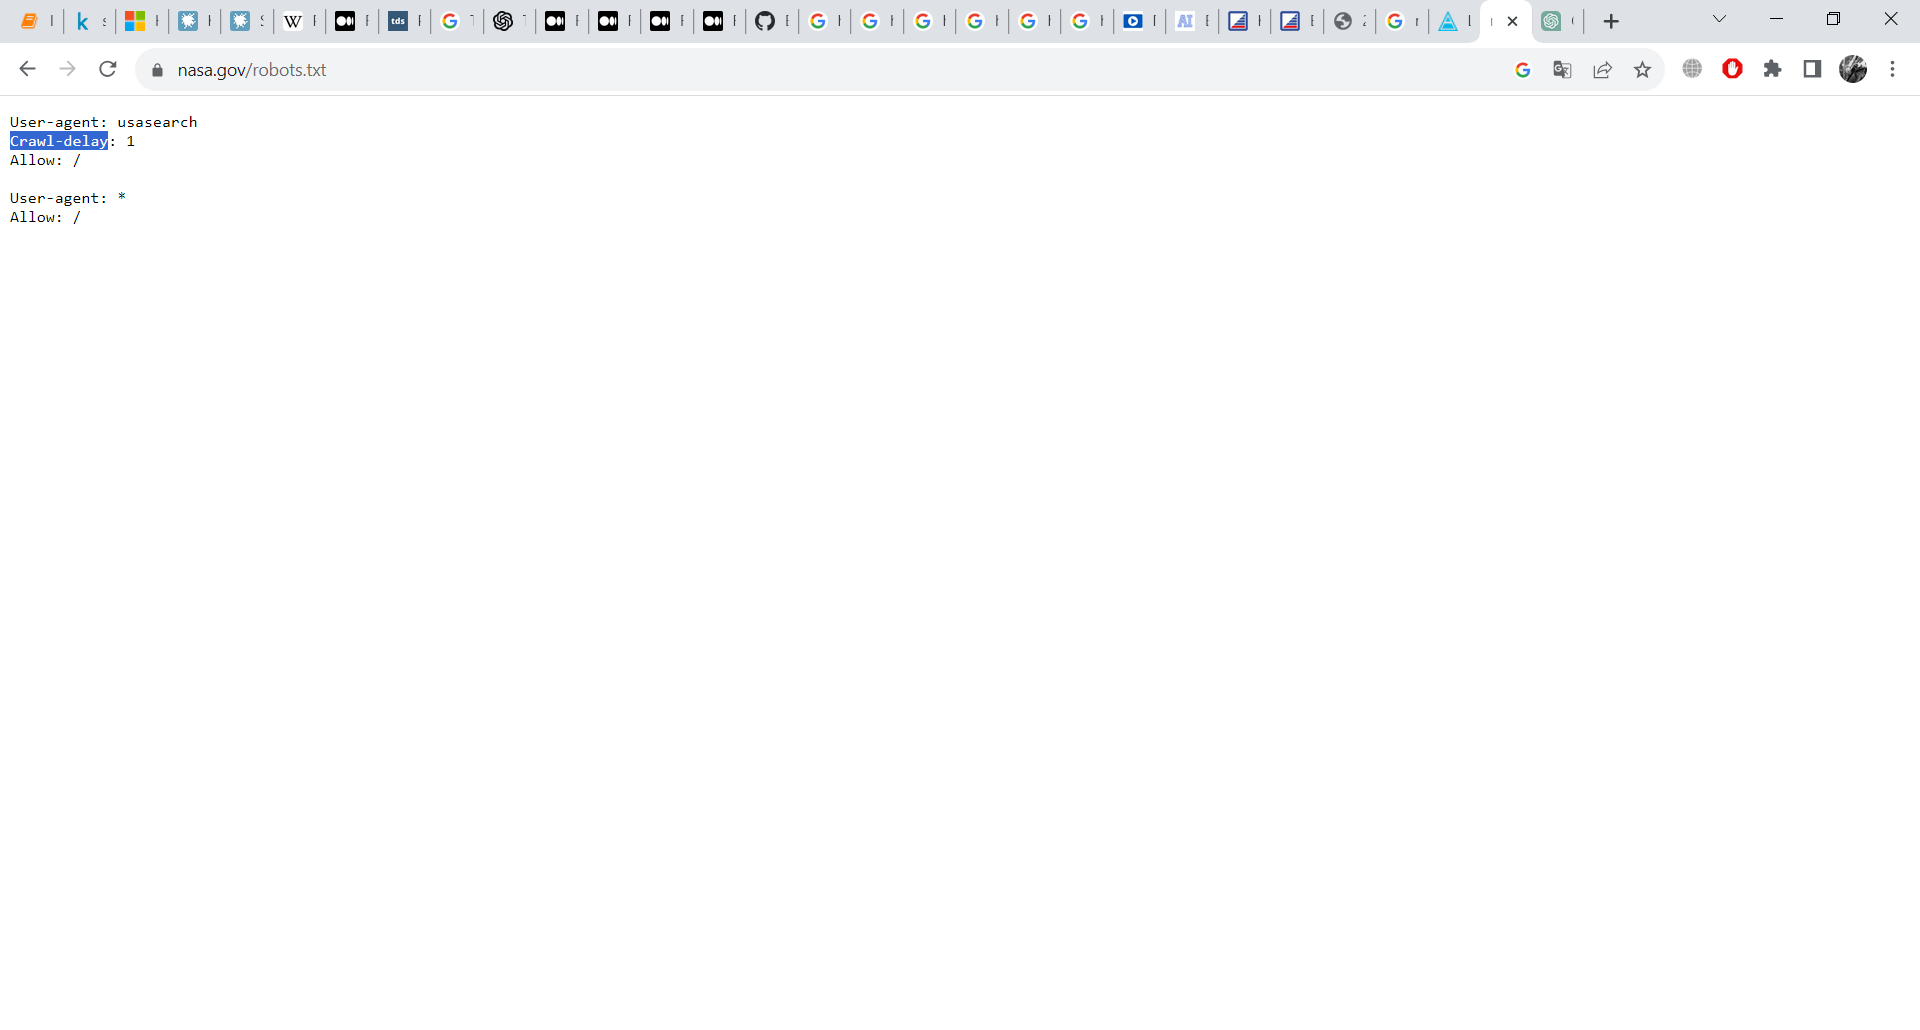 nasa.gov/robots.txt
User-agent: usasearch
Crawl-delay: 1
Allow: /
User-agent: *
Allow: /